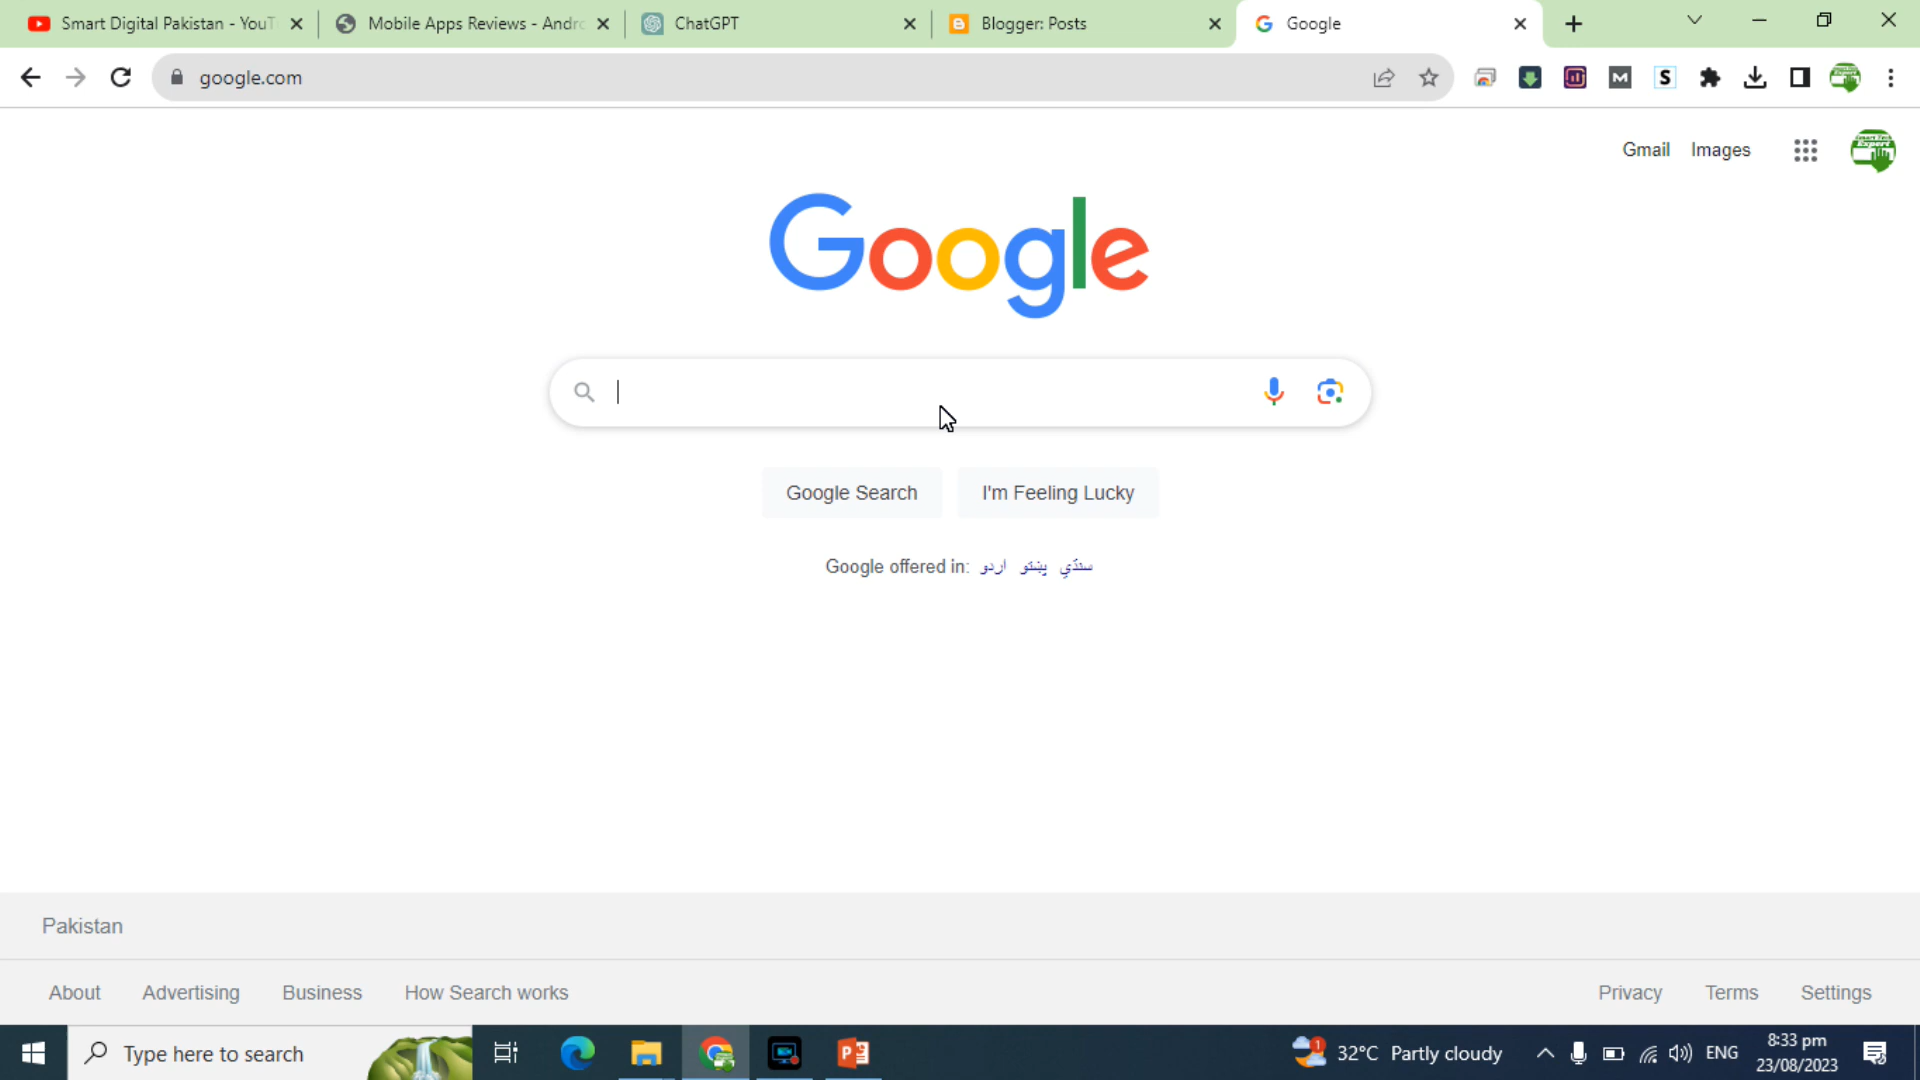 Smart Digital Pakistan - YouT
Mobile Apps Reviews - Andro
ChatGPT
Blogger: Posts
Google
google.com
Gmail
Images
Google
Google Search
I'm Feeling Lucky
Google offered in: اردو پښتو سنڌي
Pakistan
About
Advertising
Business
How Search works
Privacy
Terms
Settings
Type here to search
1
32°C Partly cloudy
ENG
8:33 pm
23/08/2023